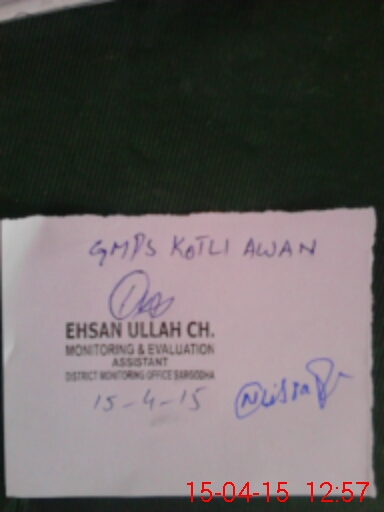 GMPS KOTLI AWAN
EHSAN ULLAH CH.
MONITORING & EVALUATION
ASSISTANT
DISTRICT MONITORING OFFICE SARGODHA
15-4-15
15-04-15 12:57